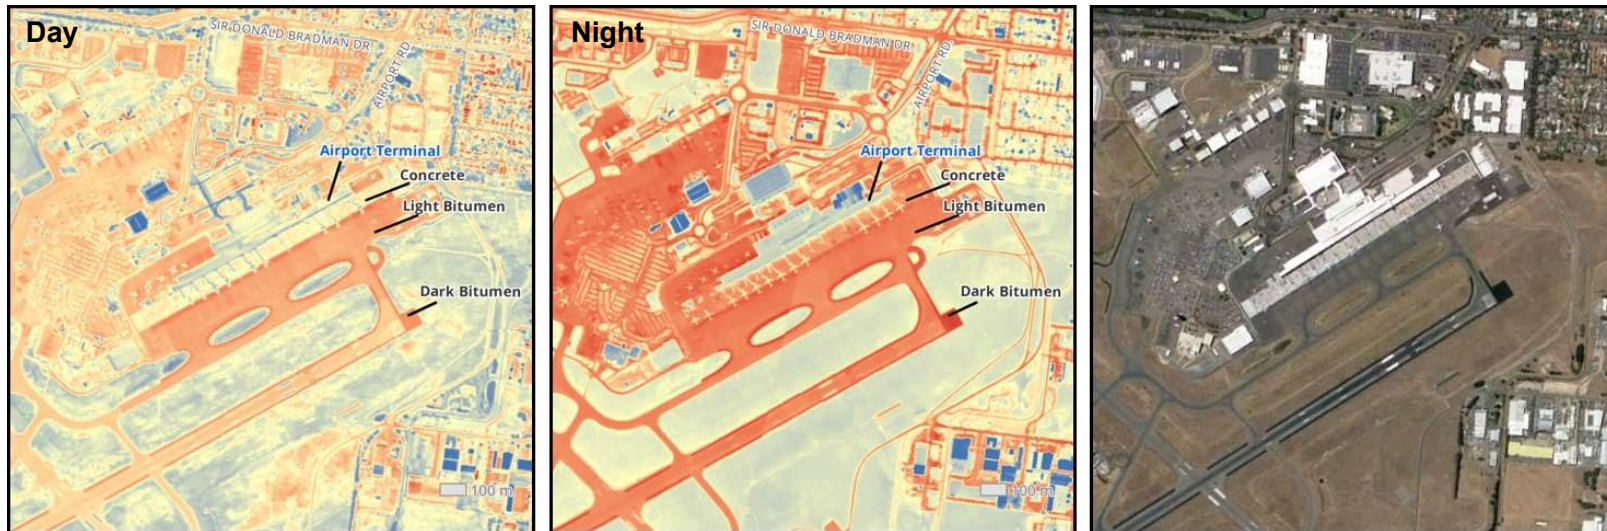 Day
SIR DONALD BRADMAN DR.
AIRPORT RD.
Airport Terminal
Concrete
Light Bitumen
Dark Bitumen
100 m
Night
SIR DONALD BRADMAN DR.
AIRPORT RD.
Airport Terminal
Concrete
Light Bitumen
Dark Bitumen
100 m